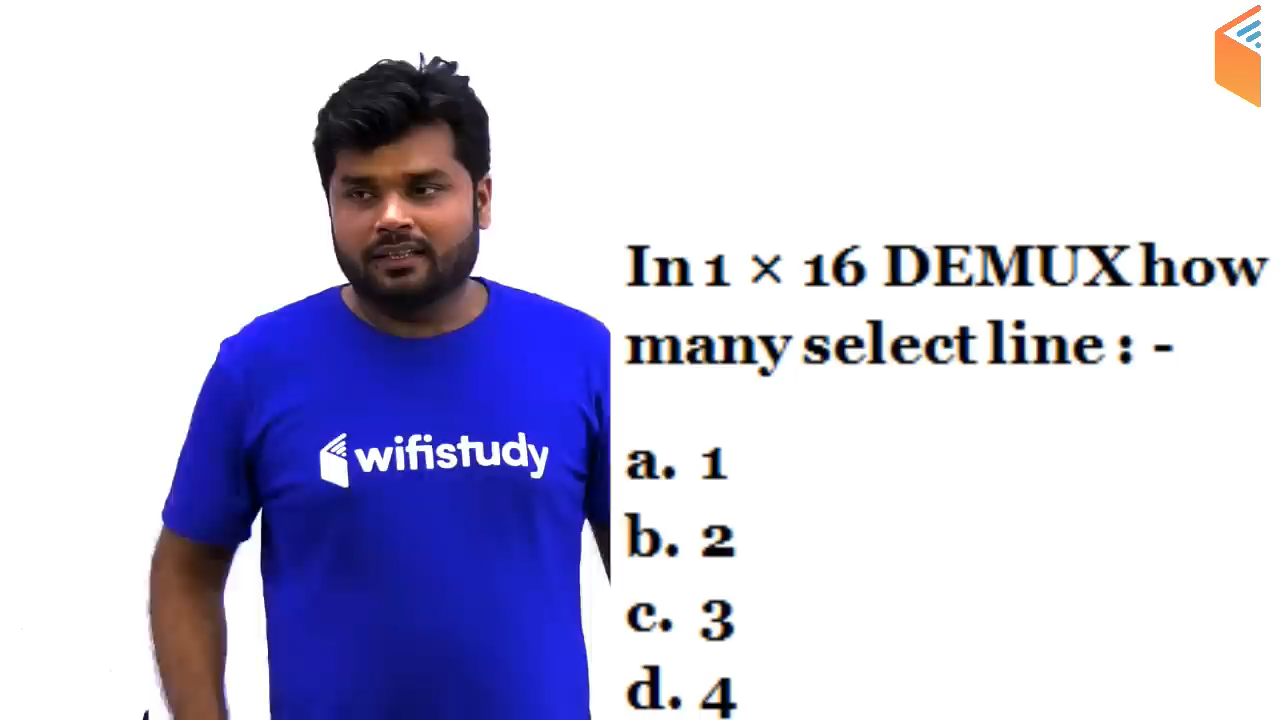 wifistudy
In 1 × 16 DEMUX how
many select line : -
a. 1
b. 2
c. 3
d. 4